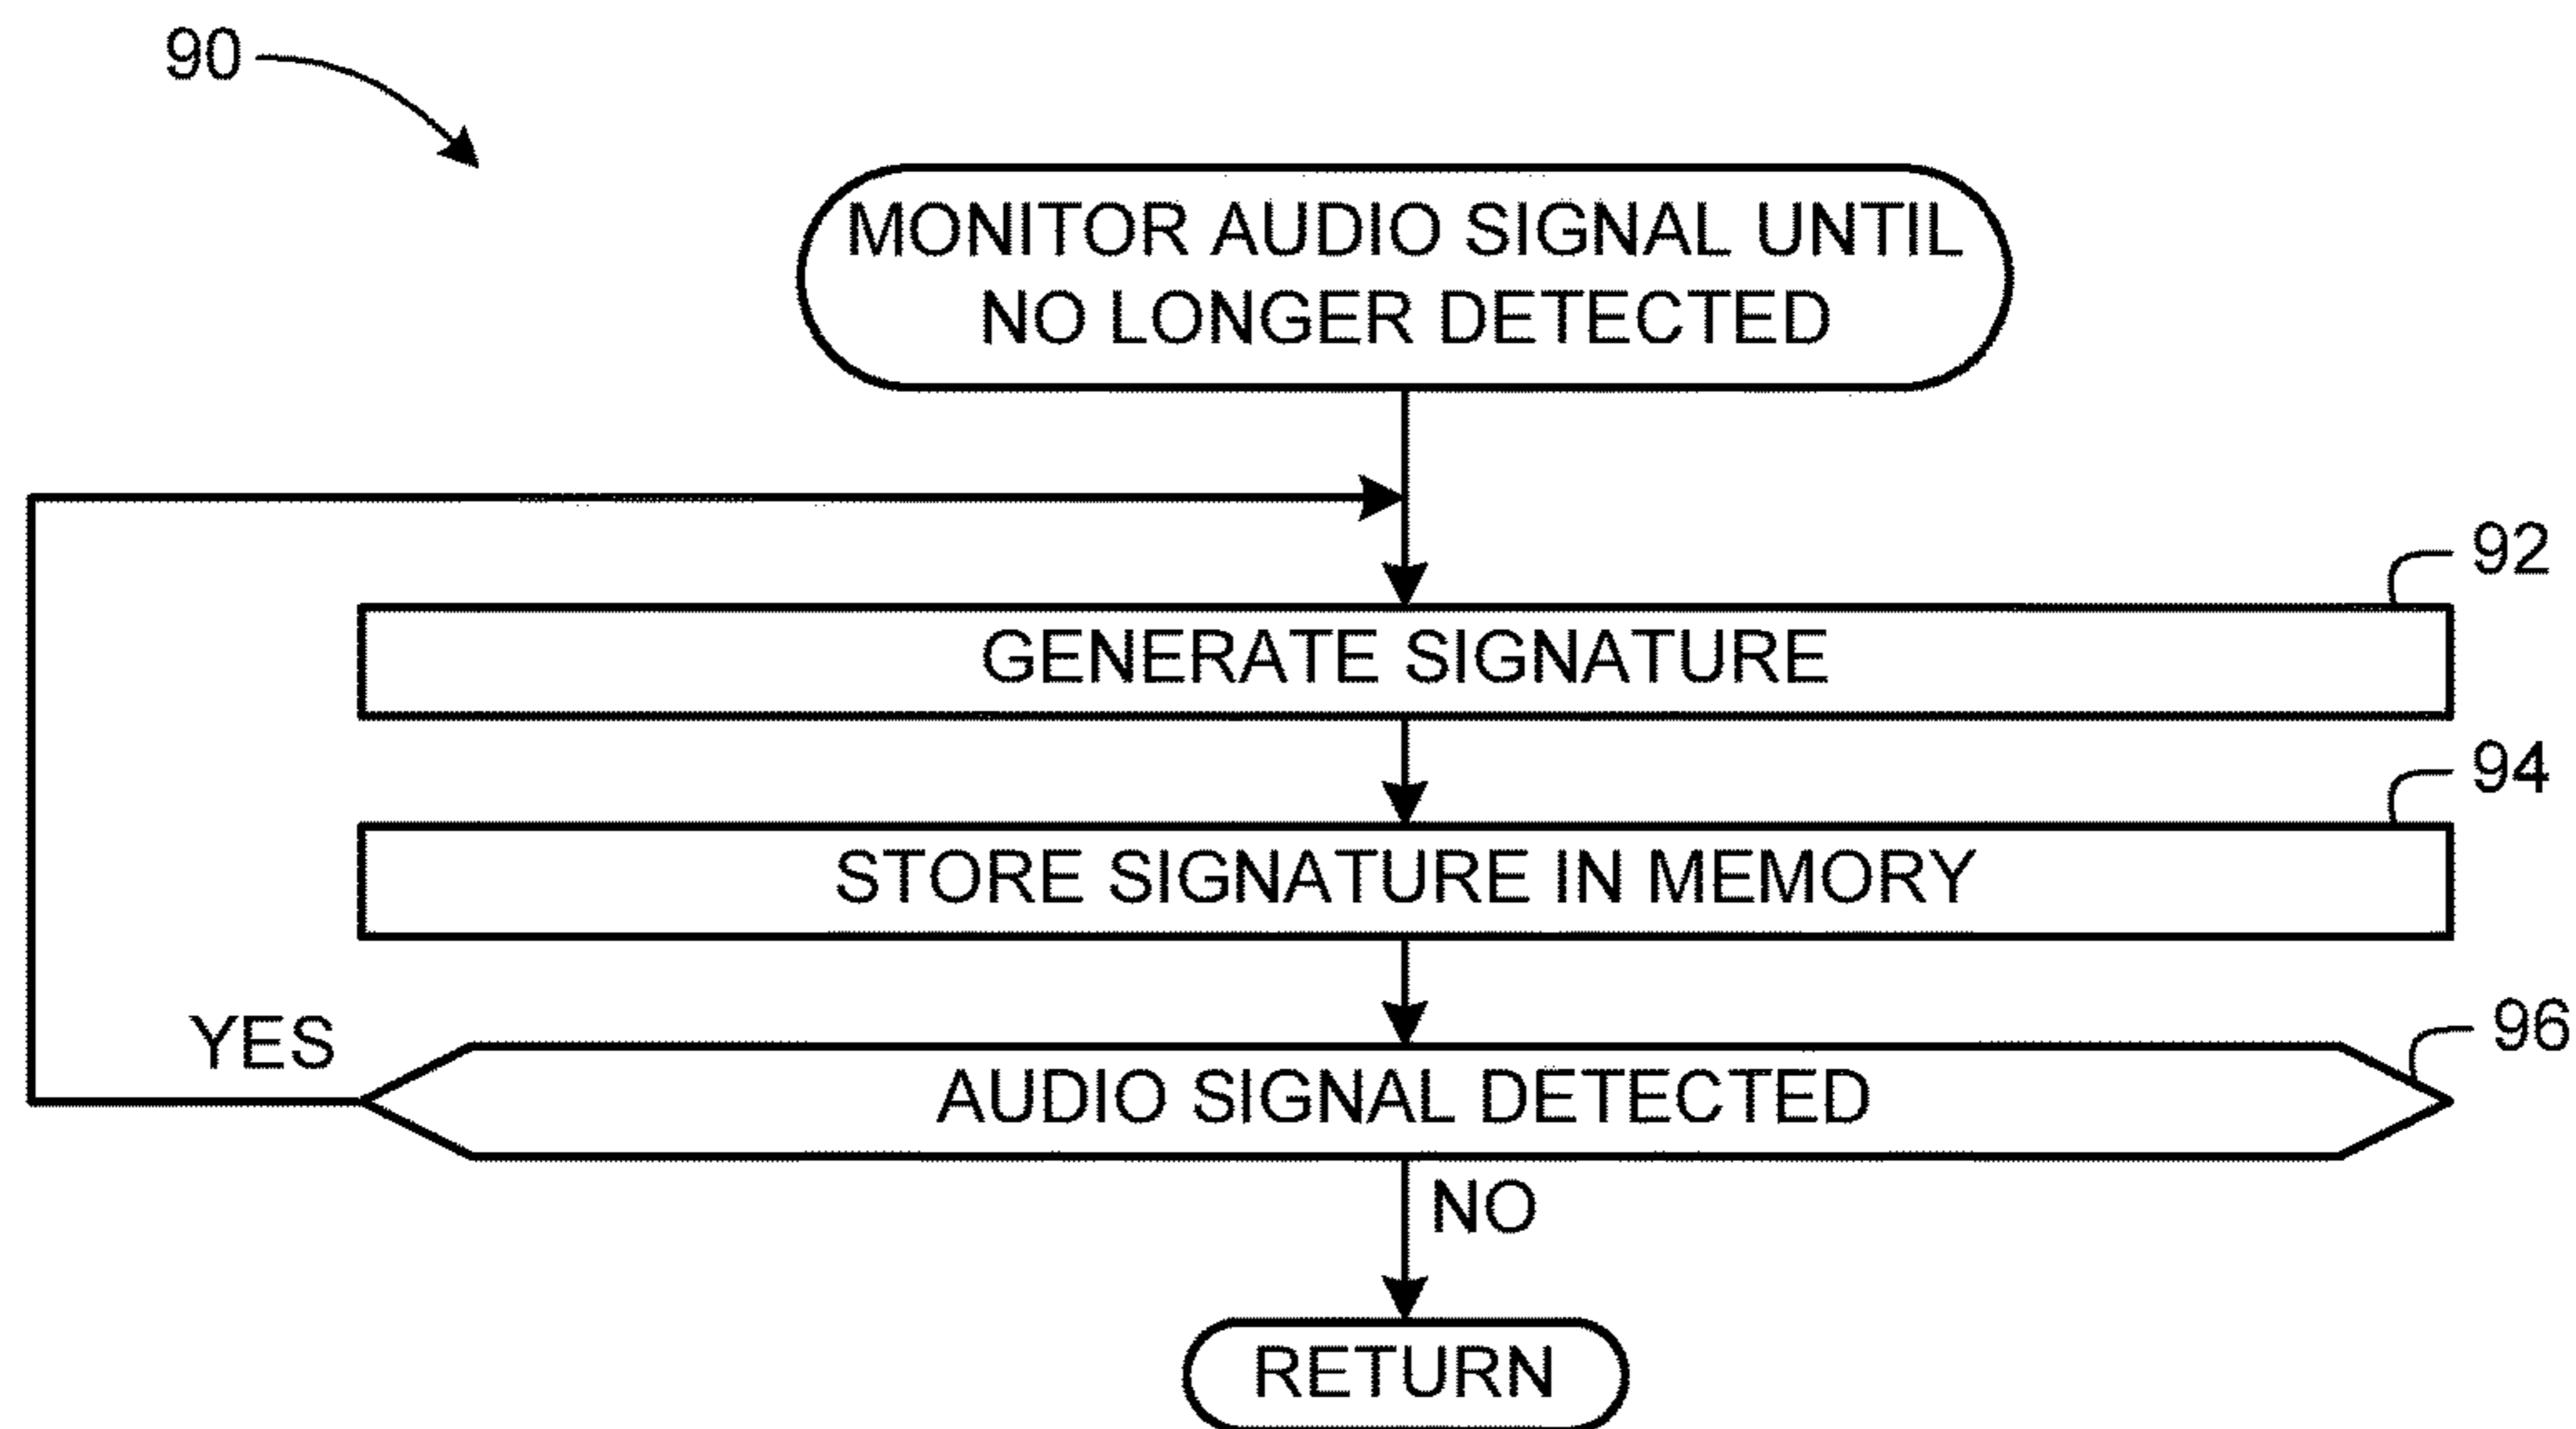 90
MONITOR AUDIO SIGNAL UNTIL
NO LONGER DETECTED
92
GENERATE SIGNATURE
94
STORE SIGNATURE IN MEMORY
96
YES
AUDIO SIGNAL DETECTED
NO
RETURN